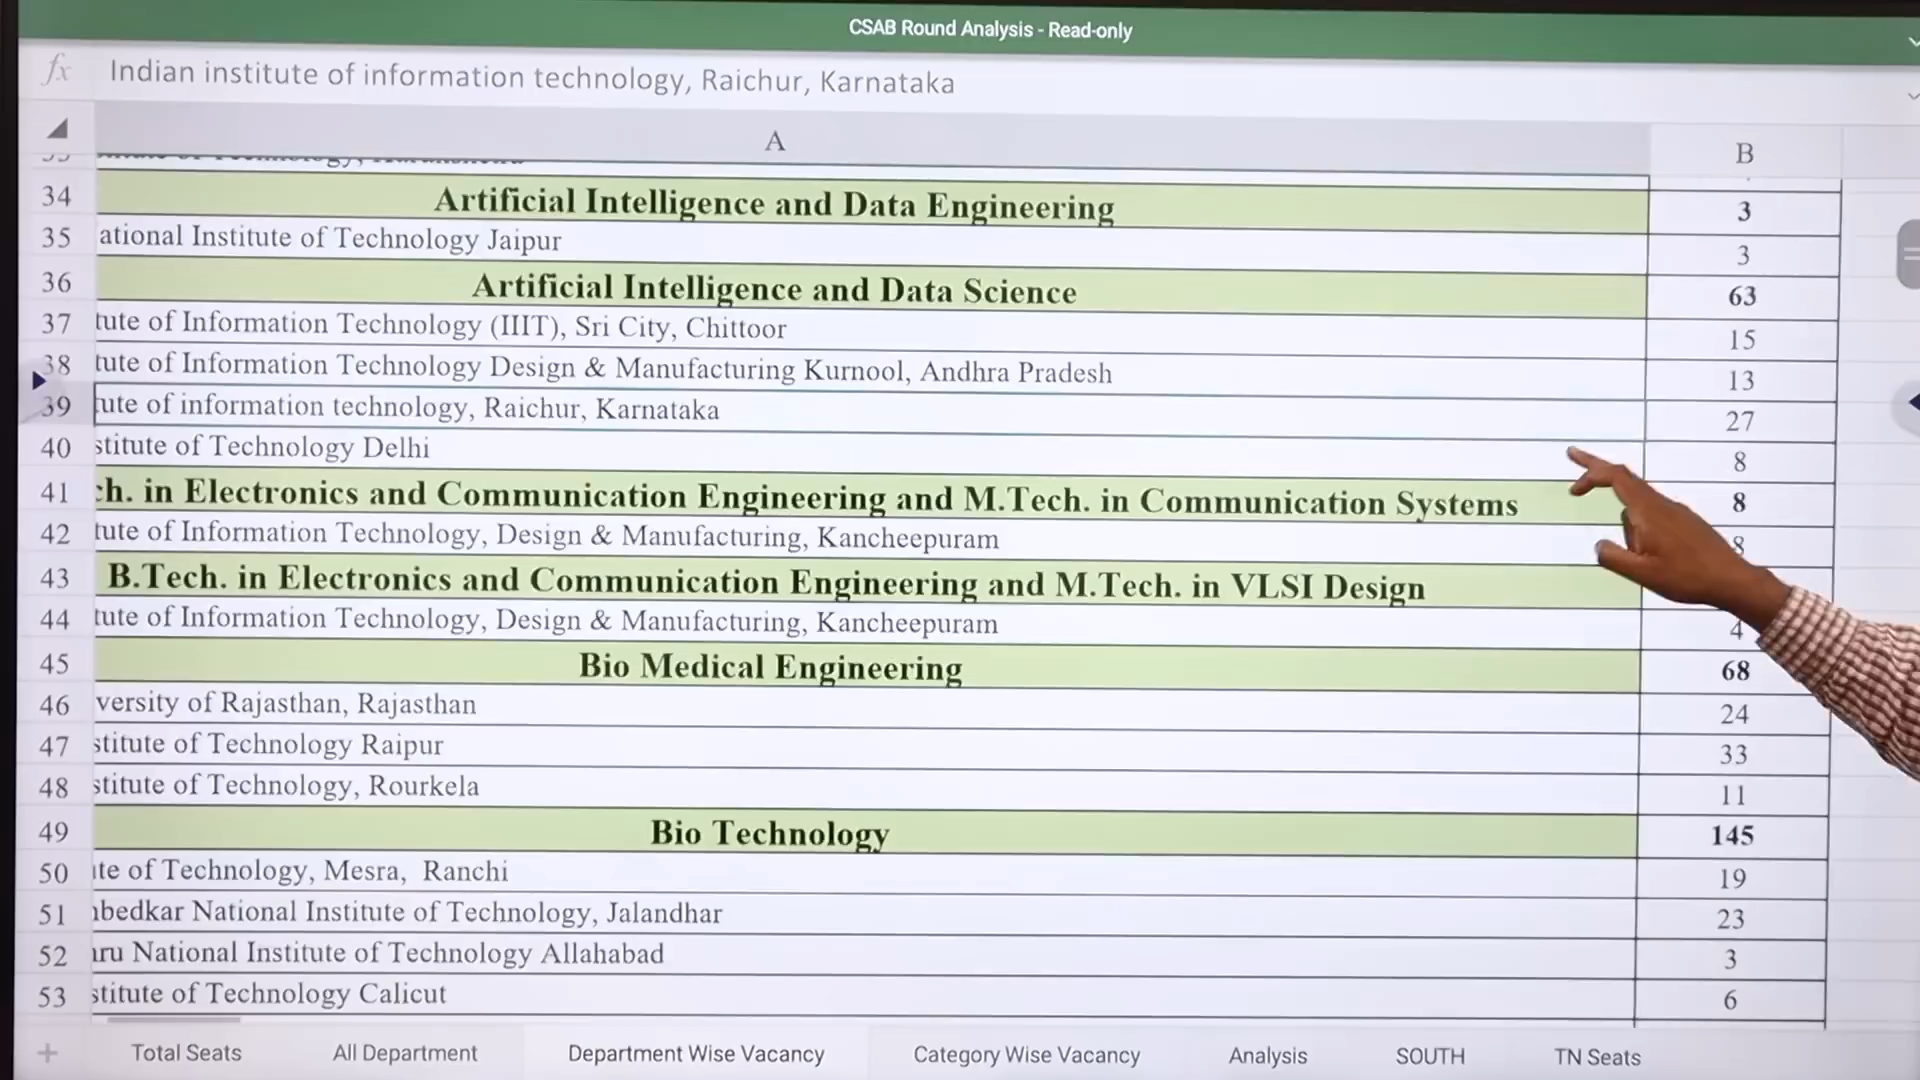 CSAB Round Analysis - Read-only
fx Indian institute of information technology, Raichur, Karnataka
A B
34 Artificial Intelligence and Data Engineering 3
35 ational Institute of Technology Jaipur 3
36 Artificial Intelligence and Data Science 63
37 tute of Information Technology (IIIT), Sri City, Chittoor 15
38 tute of Information Technology Design & Manufacturing Kurnool, Andhra Pradesh 13
39 tute of information technology, Raichur, Karnataka 27
40 stitute of Technology Delhi 8
41 ch. in Electronics and Communication Engineering and M.Tech. in Communication Systems 8
42 tute of Information Technology, Design & Manufacturing, Kancheepuram 8
43 B.Tech. in Electronics and Communication Engineering and M.Tech. in VLSI Design
44 tute of Information Technology, Design & Manufacturing, Kancheepuram 4
45 Bio Medical Engineering 68
46 versity of Rajasthan, Rajasthan 24
47 stitute of Technology Raipur 33
48 stitute of Technology, Rourkela 11
49 Bio Technology 145
50 te of Technology, Mesra, Ranchi 19
51 bedkar National Institute of Technology, Jalandhar 23
52 ru National Institute of Technology Allahabad 3
53 stitute of Technology Calicut 6
+ Total Seats All Department Department Wise Vacancy Category Wise Vacancy Analysis SOUTH TN Seats